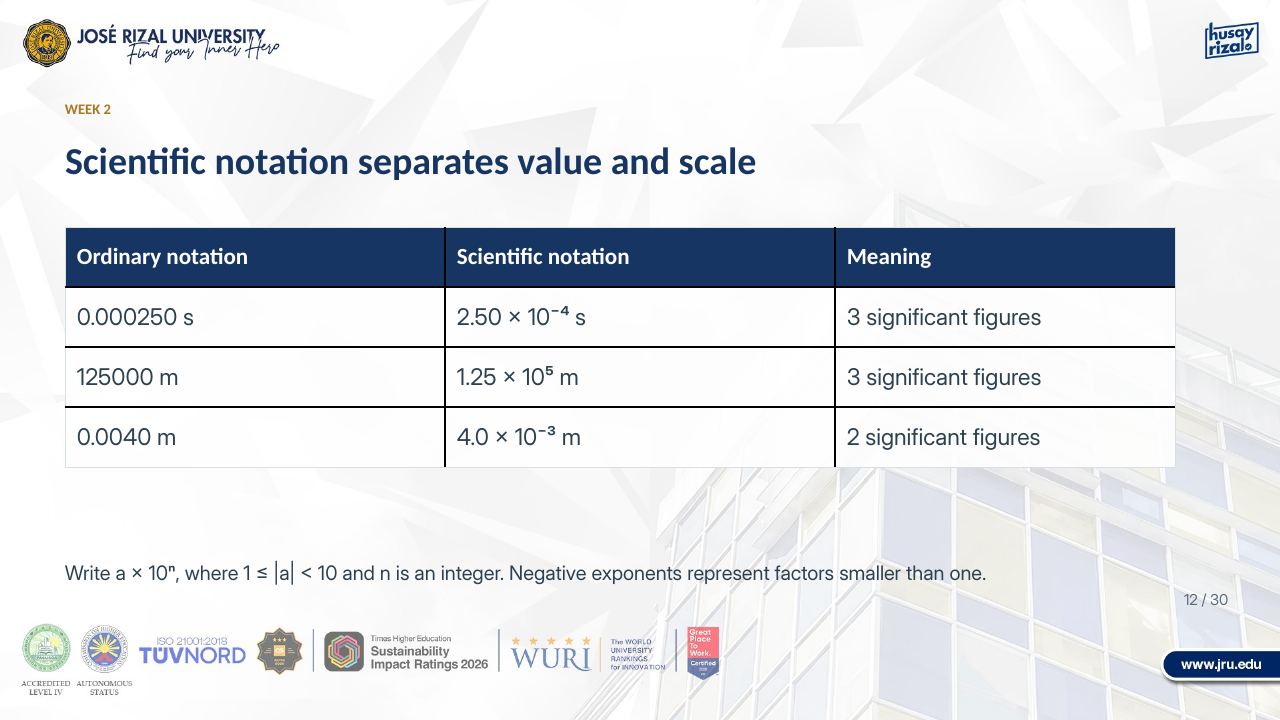 JOSÉ RIZAL UNIVERSITY
Find your Inner Hero
husay
rizal
WEEK 2
Scientific notation separates value and scale
Ordinary notation Scientific notation Meaning
0.000250 s 2.50 × 10⁻⁴ s 3 significant figures
125000 m 1.25 × 10⁵ m 3 significant figures
0.0040 m 4.0 × 10⁻³ m 2 significant figures
Write a × 10ⁿ, where 1 ≤ |a| < 10 and n is an integer. Negative exponents represent factors smaller than one.
12 / 30
ACCREDITED
LEVEL IV
AUTONOMOUS
STATUS
ISO 21001:2018
TÜVNORD
Times Higher Education
Sustainability
Impact Ratings 2026
WURI
The WORLD
UNIVERSITY
RANKINGS
for INNOVATION
Great
Place
To
Work.
Certified
www.jru.edu